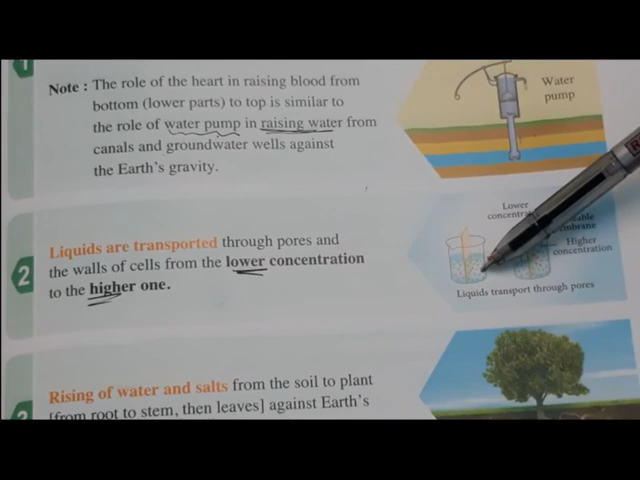 1
Note : The role of the heart in raising blood from
bottom (lower parts) to top is similar to
the role of water pump in raising water from
canals and groundwater wells against
the Earth's gravity.
Water
pump
2
Liquids are transported through pores and
the walls of cells from the lower concentration
to the higher one.
Lower
Higher
concentration
Liquids transport through pores
Rising of water and salts from the soil to plant
[from root to stem, then leaves] against Earth's